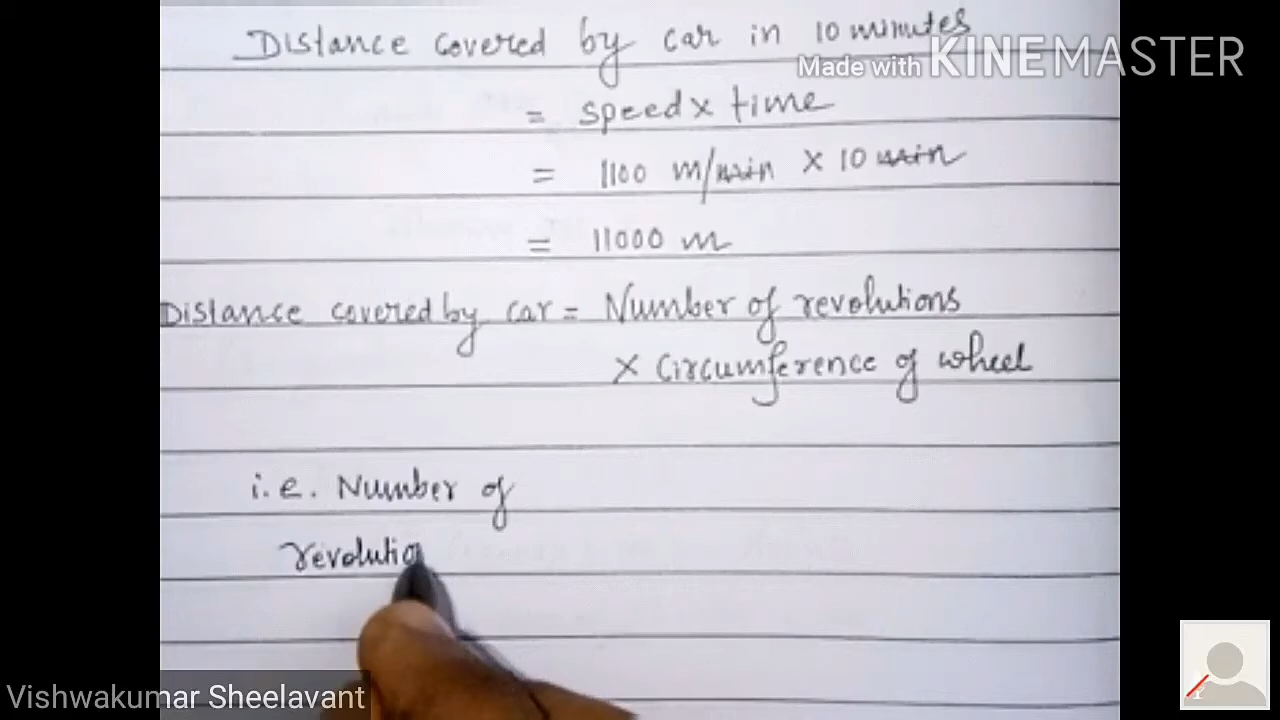 Distance covered by car in 10 minutes
Made with KINEMASTER
= speed x time
= 1100 m/min x 10 min
= 11000 m
Distance covered by car = Number of revolutions
x circumference of wheel
i.e. Number of
revolutio
Vishwakumar Sheelavant